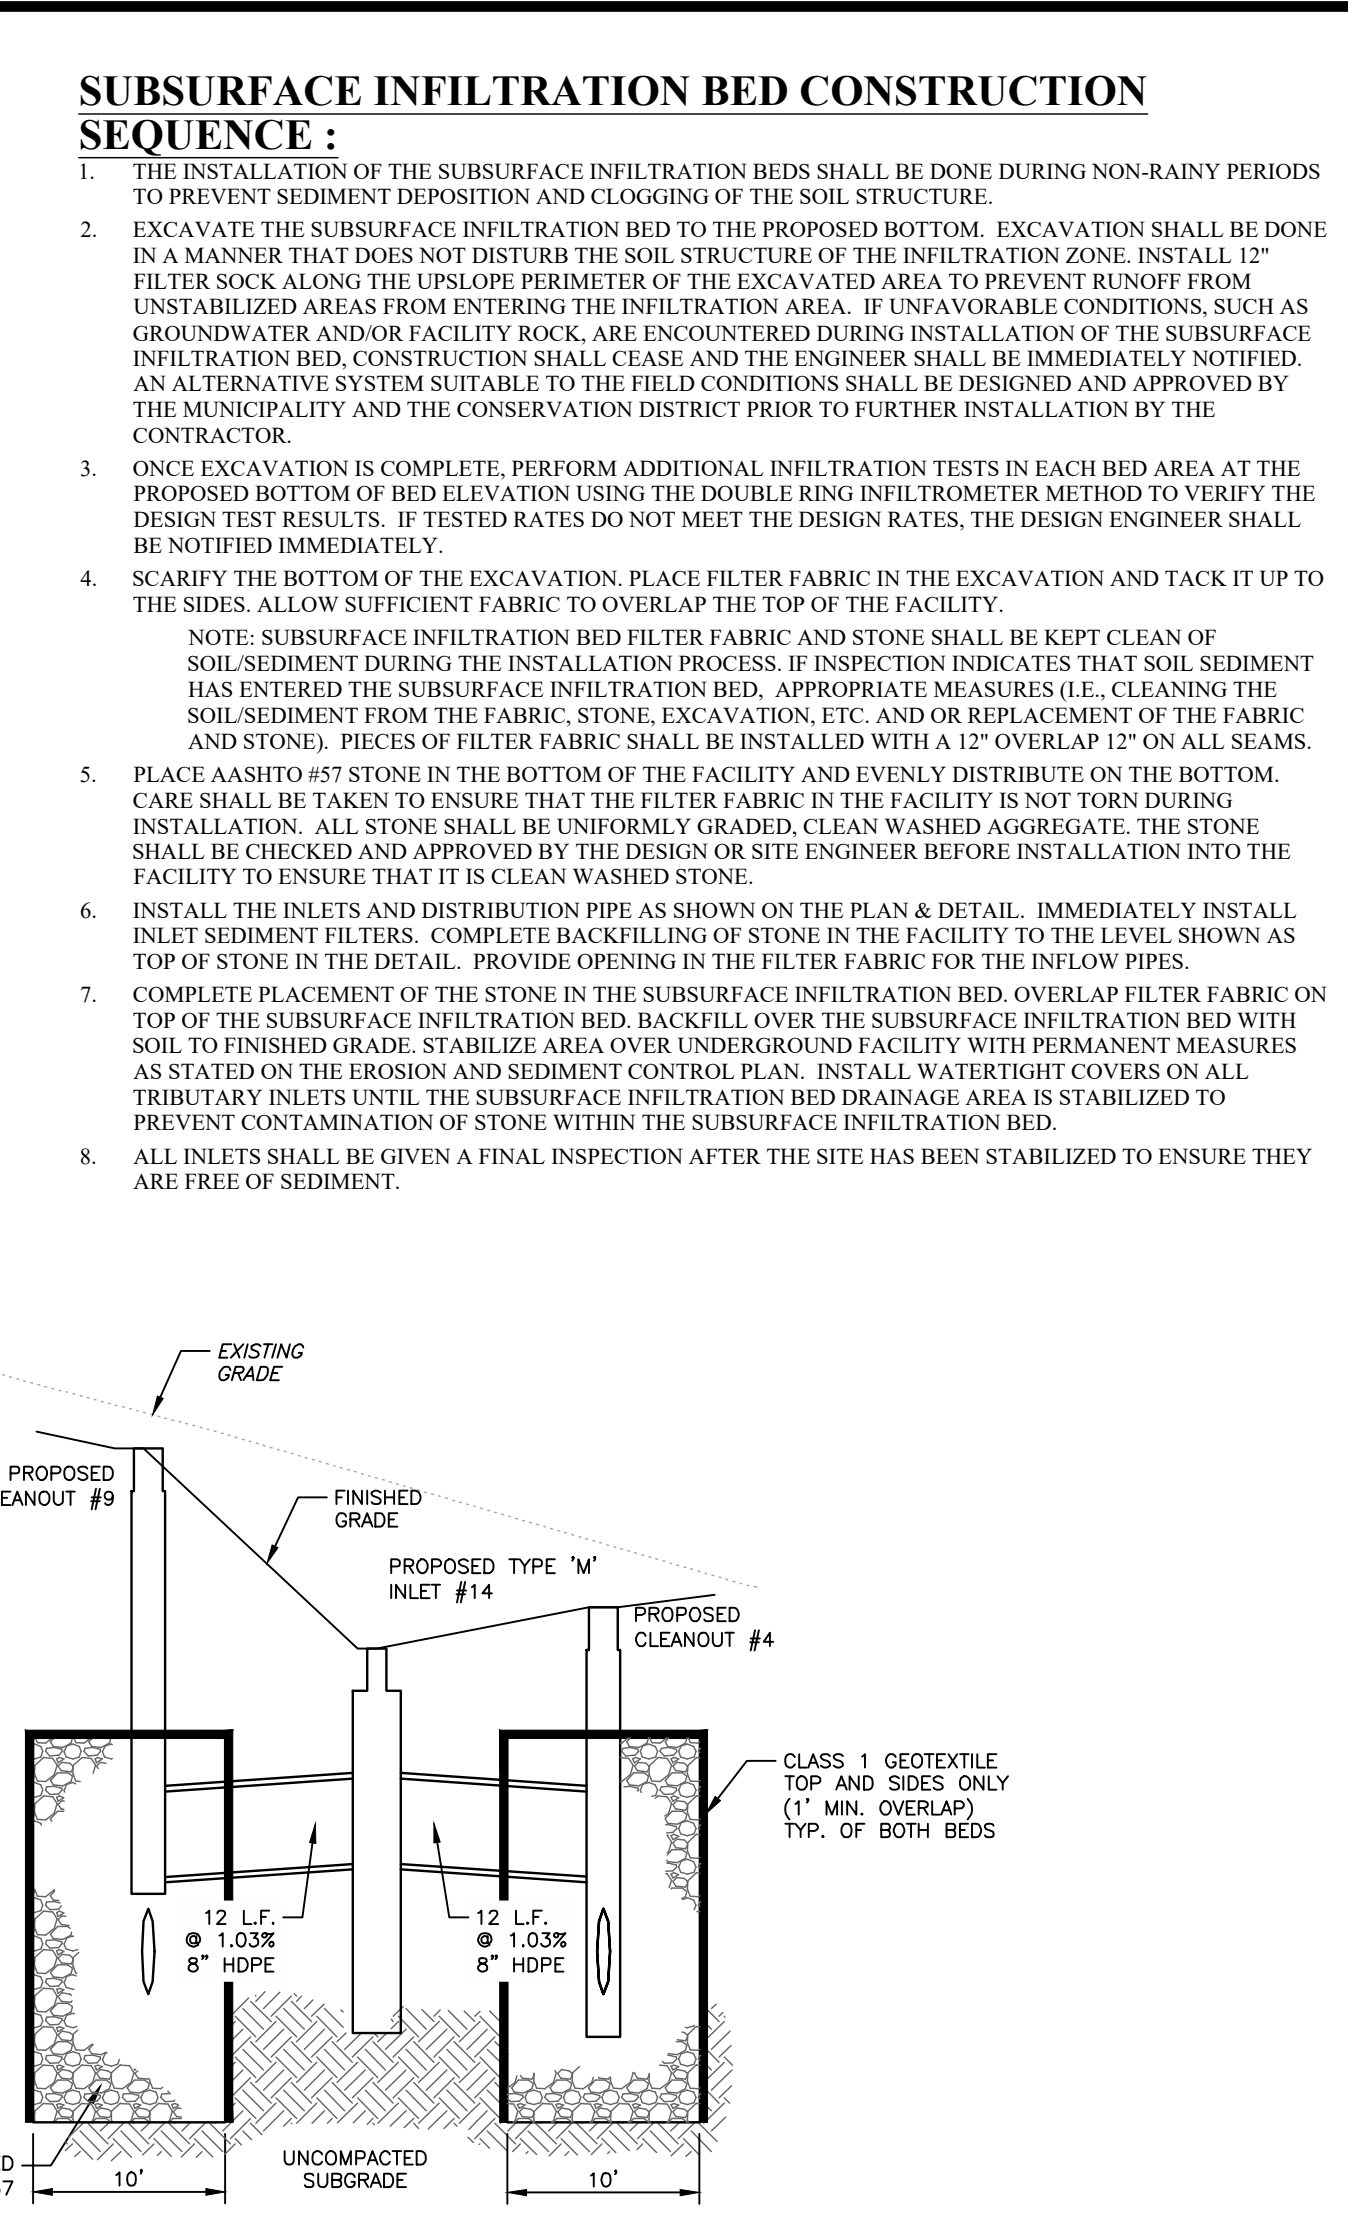 SUBSURFACE INFILTRATION BED CONSTRUCTION
SEQUENCE :
1. THE INSTALLATION OF THE SUBSURFACE INFILTRATION BEDS SHALL BE DONE DURING NON-RAINY PERIODS
TO PREVENT SEDIMENT DEPOSITION AND CLOGGING OF THE SOIL STRUCTURE.
2. EXCAVATE THE SUBSURFACE INFILTRATION BED TO THE PROPOSED BOTTOM. EXCAVATION SHALL BE DONE
IN A MANNER THAT DOES NOT DISTURB THE SOIL STRUCTURE OF THE INFILTRATION ZONE. INSTALL 12"
FILTER SOCK ALONG THE UPSLOPE PERIMETER OF THE EXCAVATED AREA TO PREVENT RUNOFF FROM
UNSTABILIZED AREAS FROM ENTERING THE INFILTRATION AREA. IF UNFAVORABLE CONDITIONS, SUCH AS
GROUNDWATER AND/OR FACILITY ROCK, ARE ENCOUNTERED DURING INSTALLATION OF THE SUBSURFACE
INFILTRATION BED, CONSTRUCTION SHALL CEASE AND THE ENGINEER SHALL BE IMMEDIATELY NOTIFIED.
AN ALTERNATIVE SYSTEM SUITABLE TO THE FIELD CONDITIONS SHALL BE DESIGNED AND APPROVED BY
THE MUNICIPALITY AND THE CONSERVATION DISTRICT PRIOR TO FURTHER INSTALLATION BY THE
CONTRACTOR.
3. ONCE EXCAVATION IS COMPLETE, PERFORM ADDITIONAL INFILTRATION TESTS IN EACH BED AREA AT THE
PROPOSED BOTTOM OF BED ELEVATION USING THE DOUBLE RING INFILTROMETER METHOD TO VERIFY THE
DESIGN TEST RESULTS. IF TESTED RATES DO NOT MEET THE DESIGN RATES, THE DESIGN ENGINEER SHALL
BE NOTIFIED IMMEDIATELY.
4. SCARIFY THE BOTTOM OF THE EXCAVATION. PLACE FILTER FABRIC IN THE EXCAVATION AND TACK IT UP TO
THE SIDES. ALLOW SUFFICIENT FABRIC TO OVERLAP THE TOP OF THE FACILITY.
NOTE: SUBSURFACE INFILTRATION BED FILTER FABRIC AND STONE SHALL BE KEPT CLEAN OF
SOIL/SEDIMENT DURING THE INSTALLATION PROCESS. IF INSPECTION INDICATES THAT SOIL SEDIMENT
HAS ENTERED THE SUBSURFACE INFILTRATION BED, APPROPRIATE MEASURES (I.E., CLEANING THE
SOIL/SEDIMENT FROM THE FABRIC, STONE, EXCAVATION, ETC. AND OR REPLACEMENT OF THE FABRIC
AND STONE). PIECES OF FILTER FABRIC SHALL BE INSTALLED WITH A 12" OVERLAP 12" ON ALL SEAMS.
5. PLACE AASHTO #57 STONE IN THE BOTTOM OF THE FACILITY AND EVENLY DISTRIBUTE ON THE BOTTOM.
CARE SHALL BE TAKEN TO ENSURE THAT THE FILTER FABRIC IN THE FACILITY IS NOT TORN DURING
INSTALLATION. ALL STONE SHALL BE UNIFORMLY GRADED, CLEAN WASHED AGGREGATE. THE STONE
SHALL BE CHECKED AND APPROVED BY THE DESIGN OR SITE ENGINEER BEFORE INSTALLATION INTO THE
FACILITY TO ENSURE THAT IT IS CLEAN WASHED STONE.
6. INSTALL THE INLETS AND DISTRIBUTION PIPE AS SHOWN ON THE PLAN & DETAIL. IMMEDIATELY INSTALL
INLET SEDIMENT FILTERS. COMPLETE BACKFILLING OF STONE IN THE FACILITY TO THE LEVEL SHOWN AS
TOP OF STONE IN THE DETAIL. PROVIDE OPENING IN THE FILTER FABRIC FOR THE INFLOW PIPES.
7. COMPLETE PLACEMENT OF THE STONE IN THE SUBSURFACE INFILTRATION BED. OVERLAP FILTER FABRIC ON
TOP OF THE SUBSURFACE INFILTRATION BED. BACKFILL OVER THE SUBSURFACE INFILTRATION BED WITH
SOIL TO FINISHED GRADE. STABILIZE AREA OVER UNDERGROUND FACILITY WITH PERMANENT MEASURES
AS STATED ON THE EROSION AND SEDIMENT CONTROL PLAN. INSTALL WATERTIGHT COVERS ON ALL
TRIBUTARY INLETS UNTIL THE SUBSURFACE INFILTRATION BED DRAINAGE AREA IS STABILIZED TO
PREVENT CONTAMINATION OF STONE WITHIN THE SUBSURFACE INFILTRATION BED.
8. ALL INLETS SHALL BE GIVEN A FINAL INSPECTION AFTER THE SITE HAS BEEN STABILIZED TO ENSURE THEY
ARE FREE OF SEDIMENT.
EXISTING
GRADE
PROPOSED
EANOUT #9
FINISHED
GRADE
PROPOSED TYPE 'M'
INLET #14
PROPOSED
CLEANOUT #4
CLASS 1 GEOTEXTILE
TOP AND SIDES ONLY
(1' MIN. OVERLAP)
TYP. OF BOTH BEDS
12 L.F.
@ 1.03%
8" HDPE
12 L.F.
@ 1.03%
8" HDPE
UNCOMPACTED
SUBGRADE
10'
10'